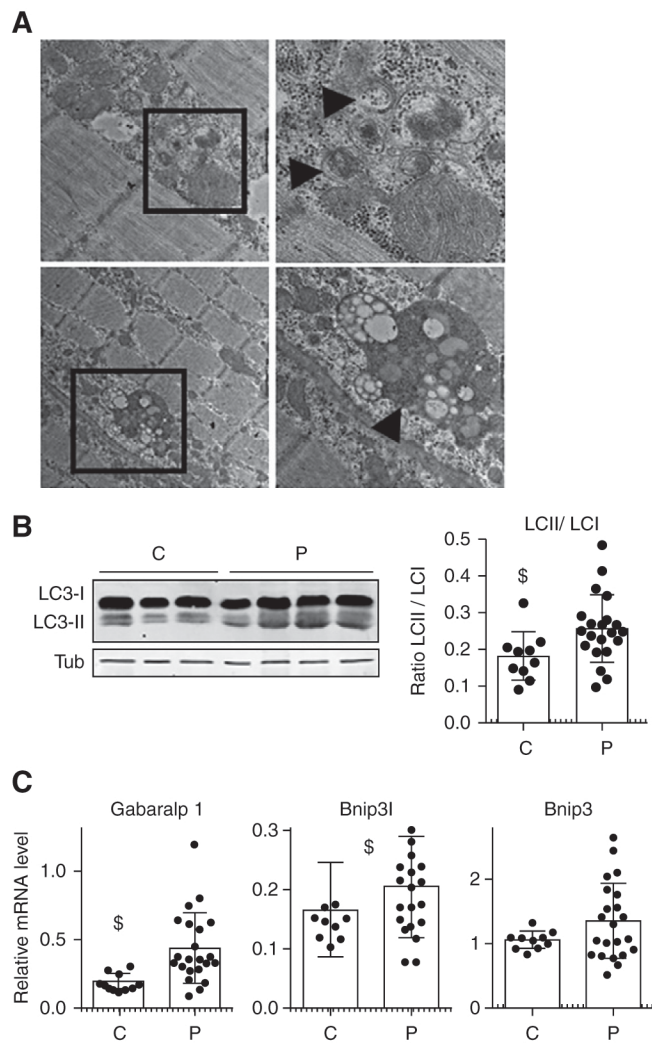 A
B
C P
LC3-I
LC3-II
Tub
LCII/ LCI
Ratio LCII / LCI
0.5
0.4
0.3
0.2
0.1
0.0
$
C P
C
Gabaralp 1
Relative mRNA level
1.0
0.5
0.0
$
C P
Bnip3l
0.3
0.2
0.1
0.0
$
C P
Bnip3
2
1
0
C P